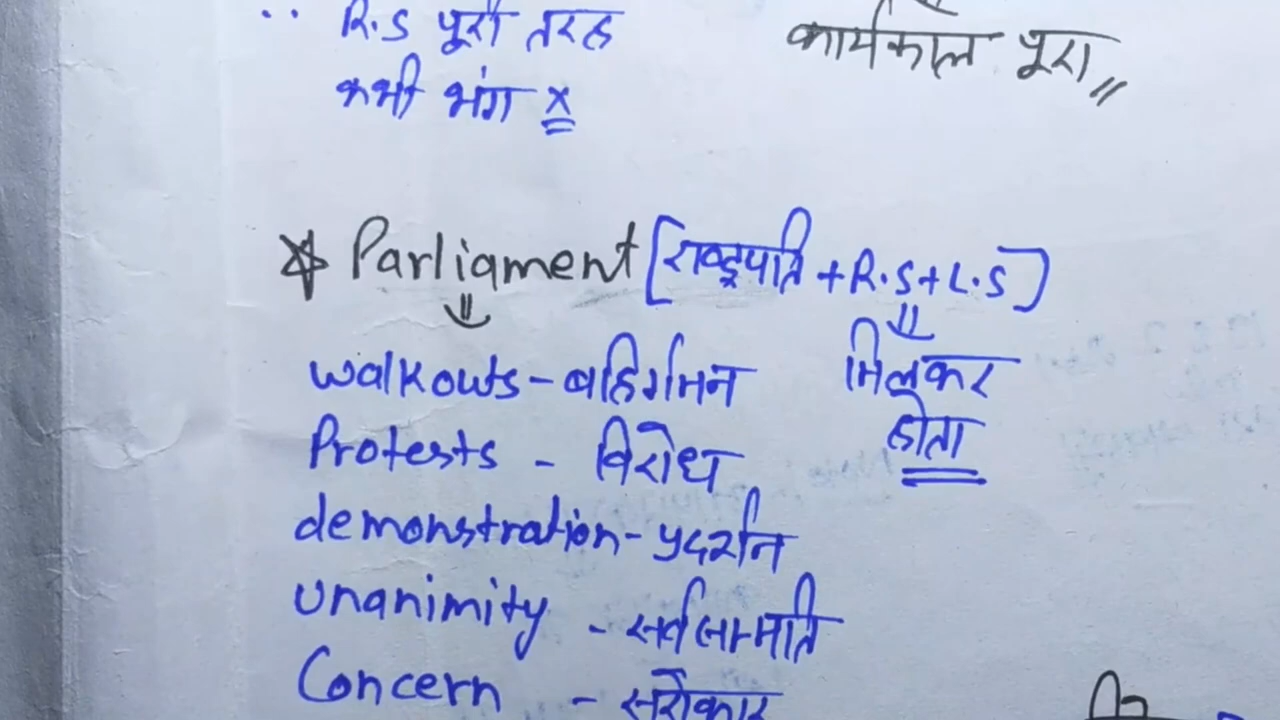 ∵ R.S पूरी तरह
कभी भंग ×
कार्यकाल पूरा
☆ Parliament [राष्ट्रपति + R.S + L.S]
⇓ ⇓
walkouts - बहिर्गमन मिलकर
होता
Protests - विरोध
demonstration - प्रदर्शन
unanimity - सर्वसम्मति
Concern - सरोकार